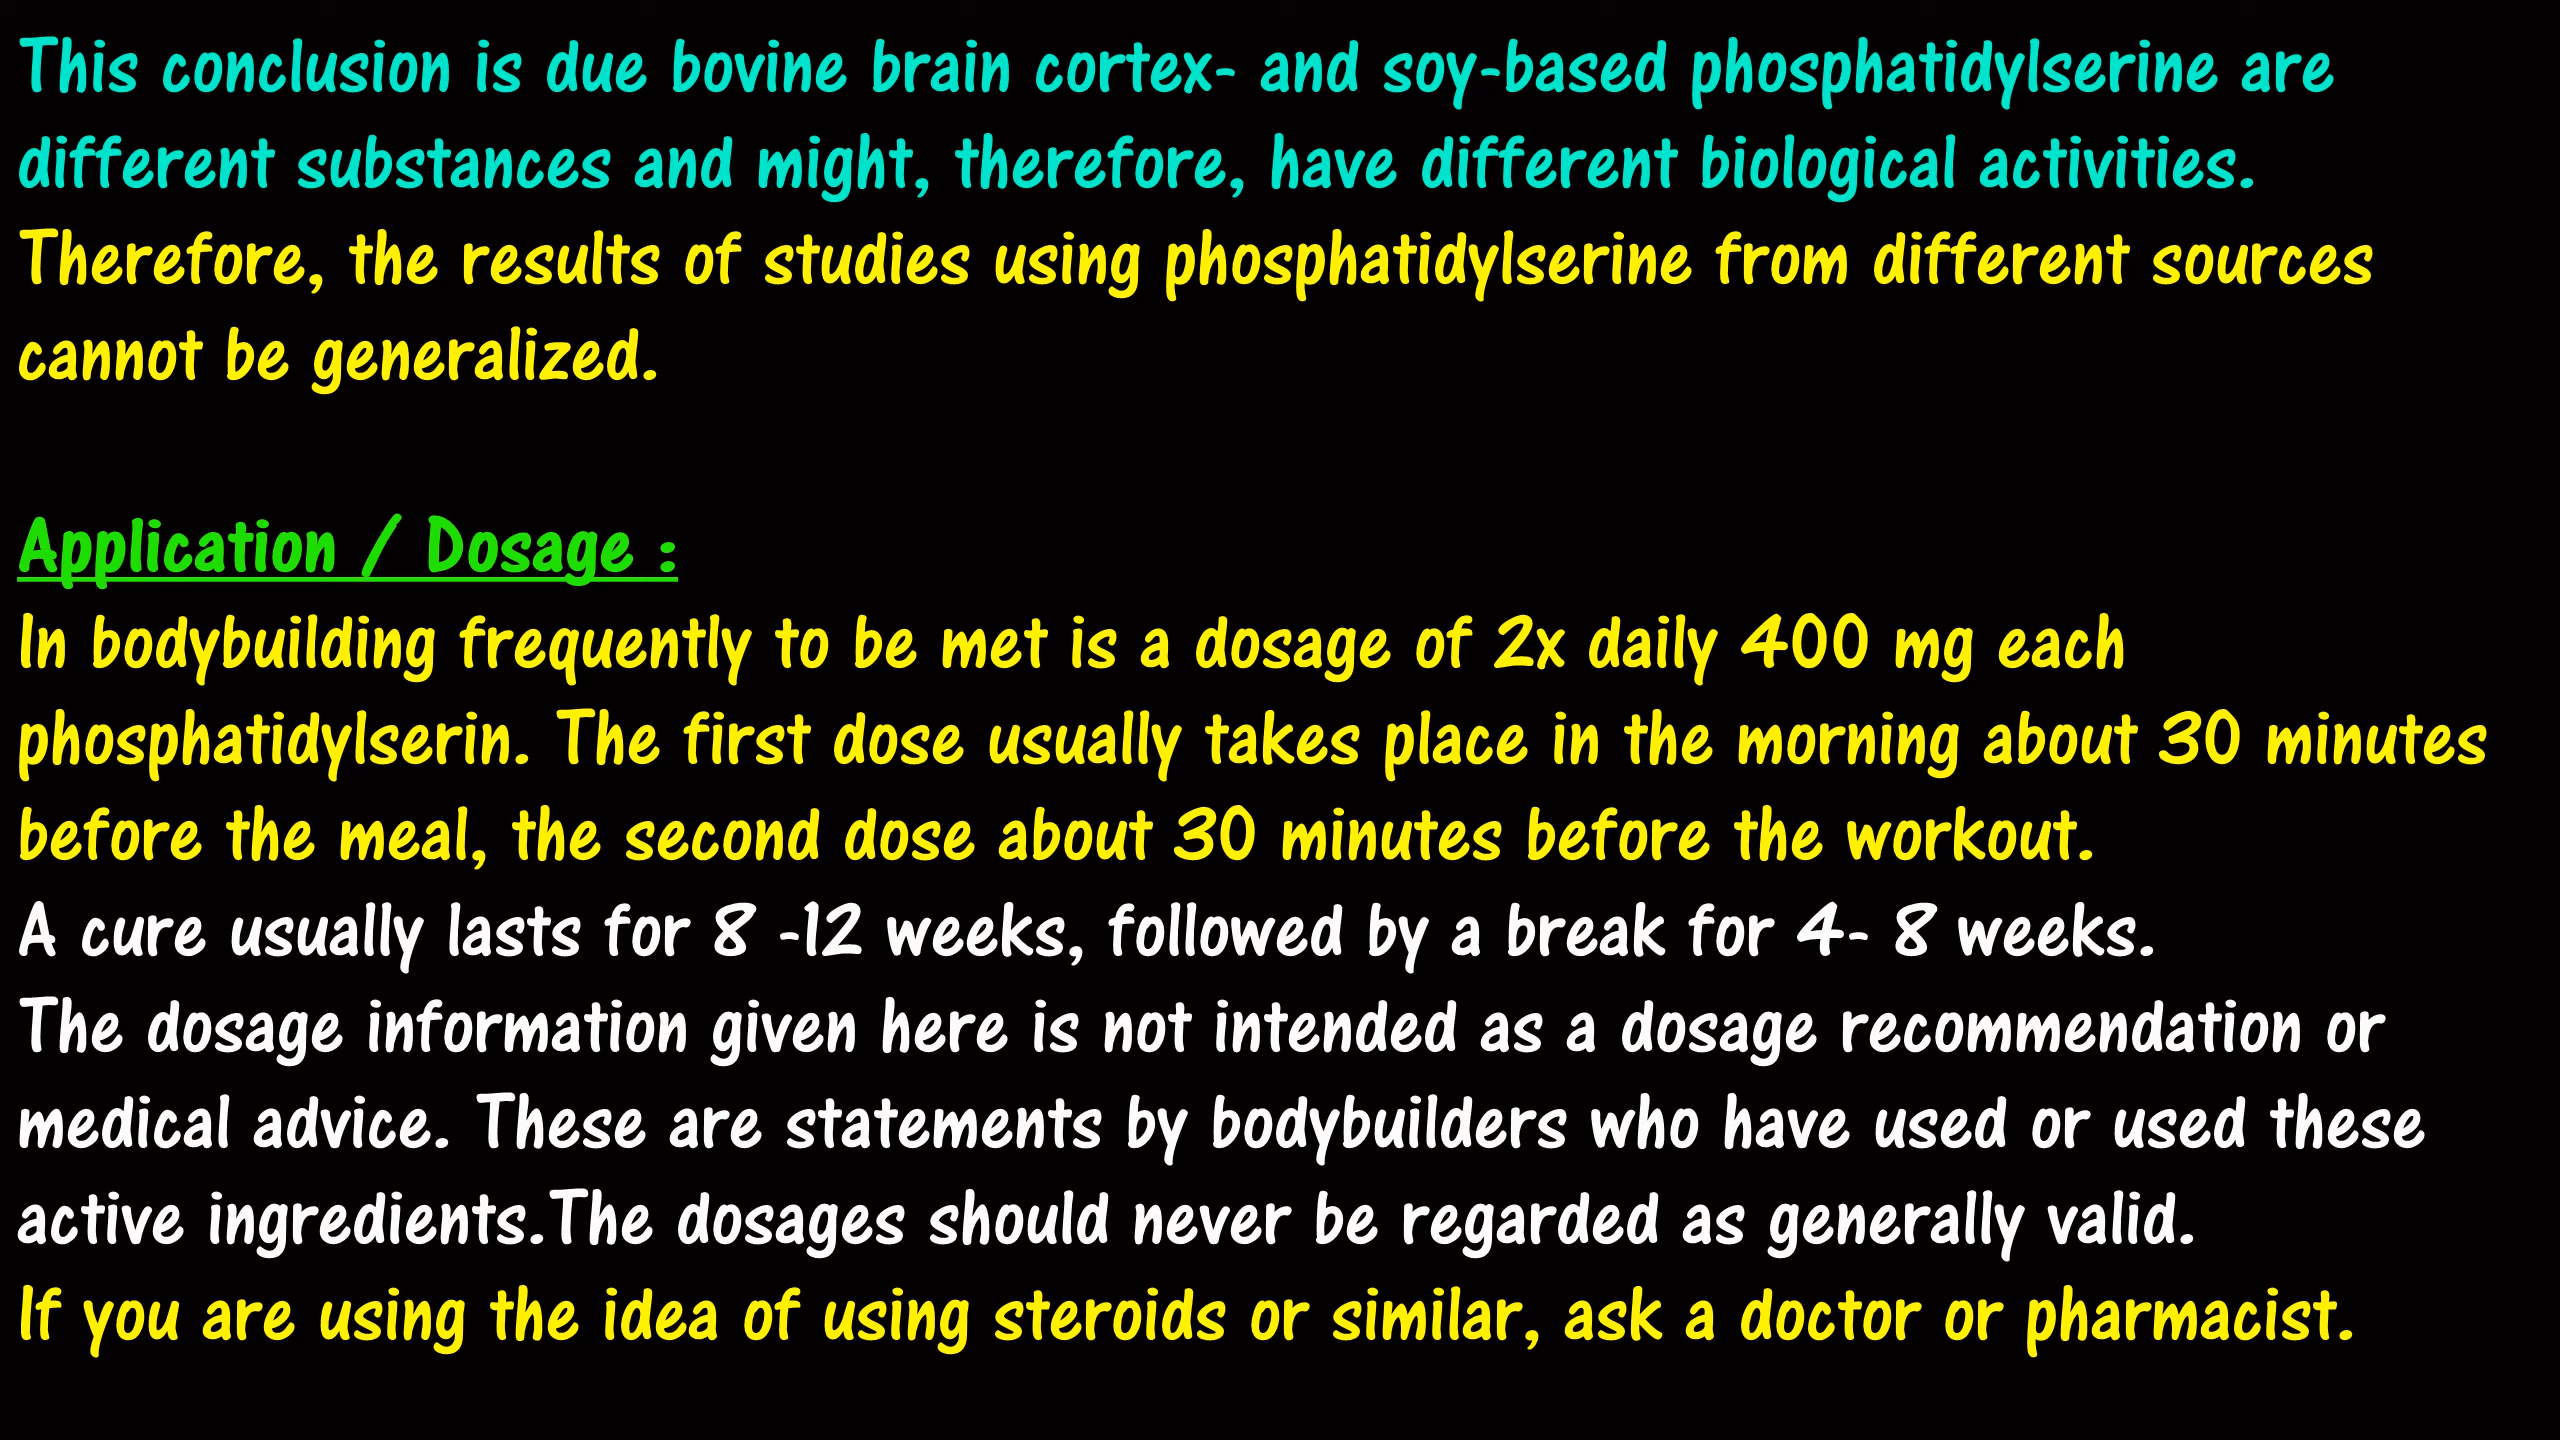 This conclusion is due bovine brain cortex- and soy-based phosphatidylserine are
different substances and might, therefore, have different biological activities.
Therefore, the results of studies using phosphatidylserine from different sources
cannot be generalized.
Application / Dosage :
In bodybuilding frequently to be met is a dosage of 2x daily 400 mg each
phosphatidylserin. The first dose usually takes place in the morning about 30 minutes
before the meal, the second dose about 30 minutes before the workout.
A cure usually lasts for 8 -12 weeks, followed by a break for 4- 8 weeks.
The dosage information given here is not intended as a dosage recommendation or
medical advice. These are statements by bodybuilders who have used or used these
active ingredients.The dosages should never be regarded as generally valid.
If you are using the idea of using steroids or similar, ask a doctor or pharmacist.